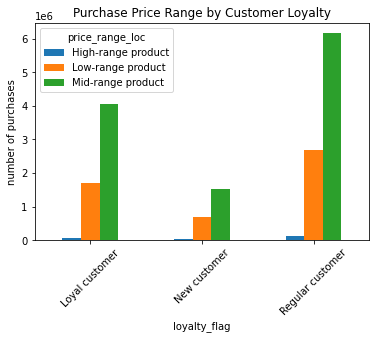 Purchase Price Range by Customer Loyalty
1e6
price_range_loc
High-range product
Low-range product
Mid-range product
number of purchases
6
5
4
3
2
1
0
Loyal customer
New customer
Regular customer
loyalty_flag